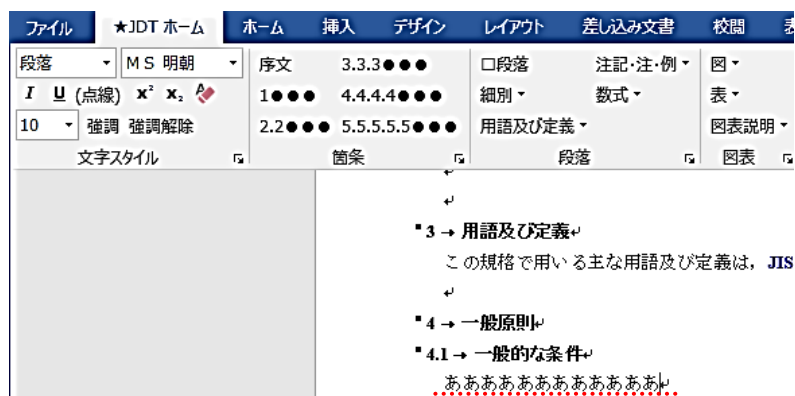 ファイル ★JDT ホーム ホーム 挿入 デザイン レイアウト 差し込み文書 校閲
段落 ＭＳ 明朝 序文 3.3.3●●● 口段落 注記･注･例 図
I U (点線) x² x₂ 1●●● 4.4.4.4●●● 細別 数式 表
10 強調 強調解除 2.2●●● 5.5.5.5.5●●● 用語及び定義 図表説明
文字スタイル 箇条 段落 図表
3 → 用語及び定義
この規格で用いる主な用語及び定義は，JIS
4 → 一般原則
4.1 → 一般的な条件
ああああああああああああ